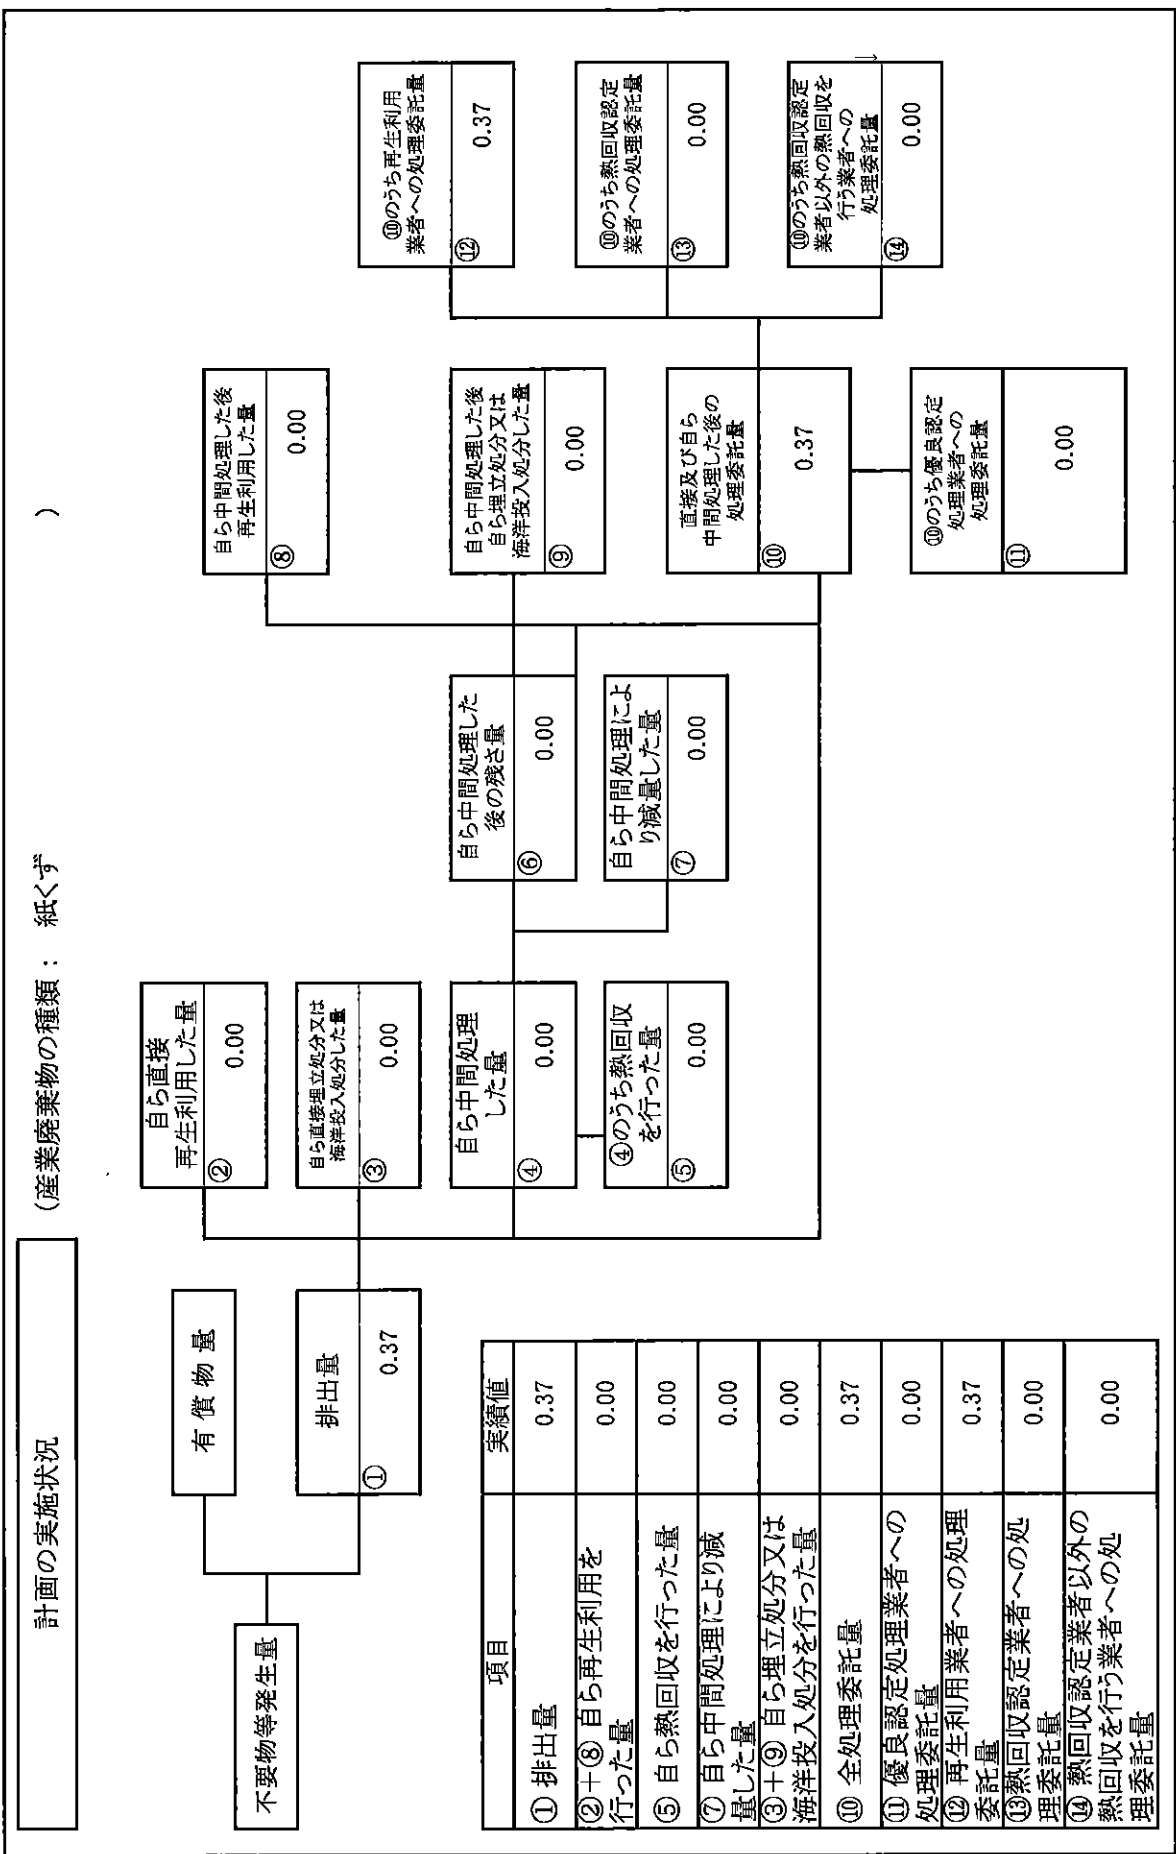 計画の実施状況
(産業廃棄物の種類： 紙くず )
不要物等発生量
有償物量
排出量
① 0.37
自ら直接
再生利用した量
② 0.00
自ら直接埋立処分又は
海洋投入処分した量
③ 0.00
自ら中間処理
した量
④ 0.00
④のうち熱回収
を行った量
⑤ 0.00
自ら中間処理した
後の残さ量
⑥ 0.00
自ら中間処理によ
り減量した量
⑦ 0.00
自ら中間処理した後
再生利用した量
⑧ 0.00
自ら中間処理した後
自ら埋立処分又は
海洋投入処分した量
⑨ 0.00
直接及び自ら
中間処理した後の
処理委託量
⑩ 0.37
⑩のうち優良認定
処理業者への
処理委託量
⑪ 0.00
⑩のうち再生利用
業者への処理委託量
⑫ 0.37
⑩のうち熱回収認定
業者への処理委託量
⑬ 0.00
⑩のうち熱回収認定
業者以外の熱回収を
行う業者への
処理委託量
⑭ 0.00
項目 実績値
① 排出量 0.37
②＋⑧ 自ら再生利用を
行った量 0.00
⑤ 自ら熱回収を行った量 0.00
⑦ 自ら中間処理により減
量した量 0.00
③＋⑨ 自ら埋立処分又は
海洋投入処分を行った量 0.00
⑩ 全処理委託量 0.37
⑪ 優良認定処理業者への
処理委託量 0.00
⑫ 再生利用業者への処理
委託量 0.37
⑬熱回収認定業者への処
理委託量 0.00
⑭ 熱回収認定業者以外の
熱回収を行う業者への処
理委託量 0.00